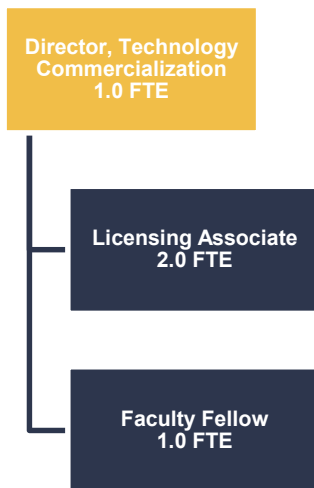 Director, Technology
Commercialization
1.0 FTE
Licensing Associate
2.0 FTE
Faculty Fellow
1.0 FTE